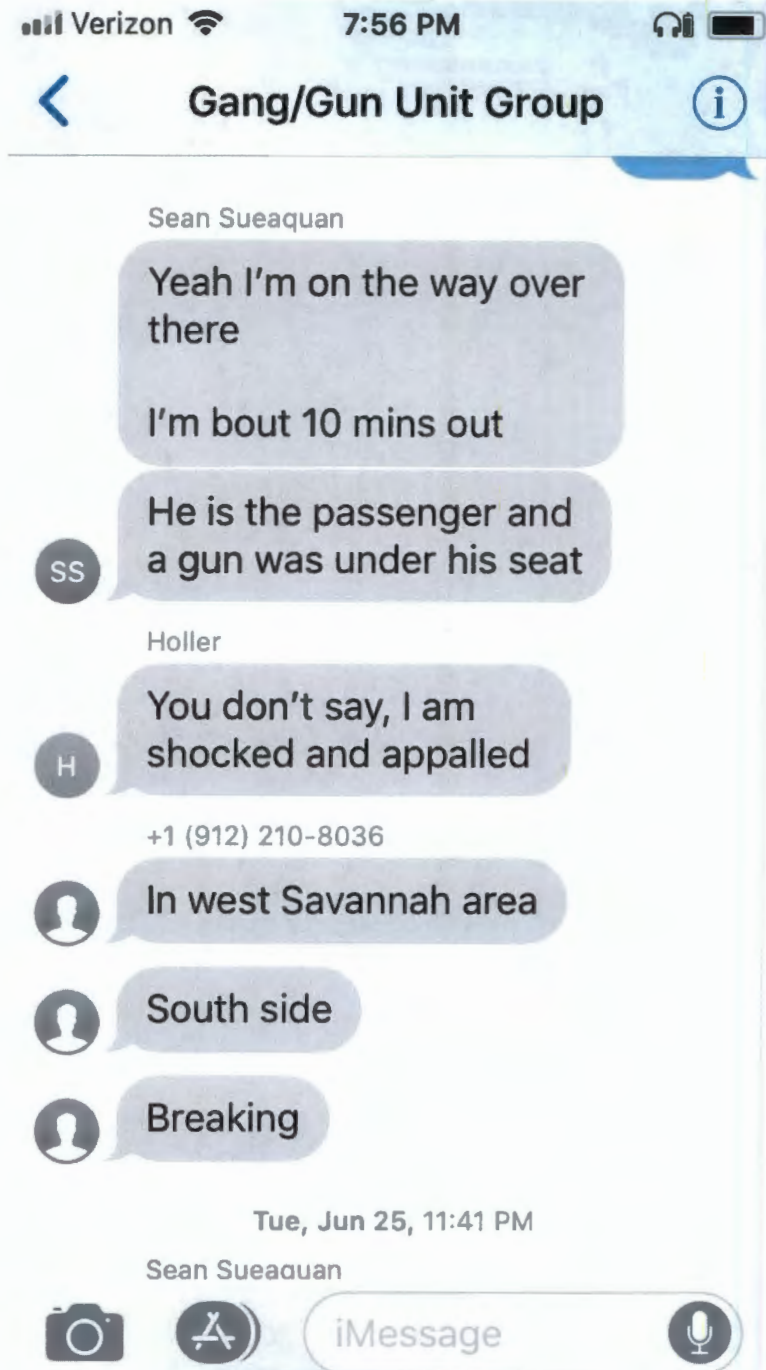 Verizon 7:56 PM
Gang/Gun Unit Group
Sean Sueaquan
Yeah I'm on the way over
there
I'm bout 10 mins out
He is the passenger and
a gun was under his seat
SS
Holler
You don't say, I am
shocked and appalled
H
+1 (912) 210-8036
In west Savannah area
South side
Breaking
Tue, Jun 25, 11:41 PM
Sean Sueaquan
iMessage